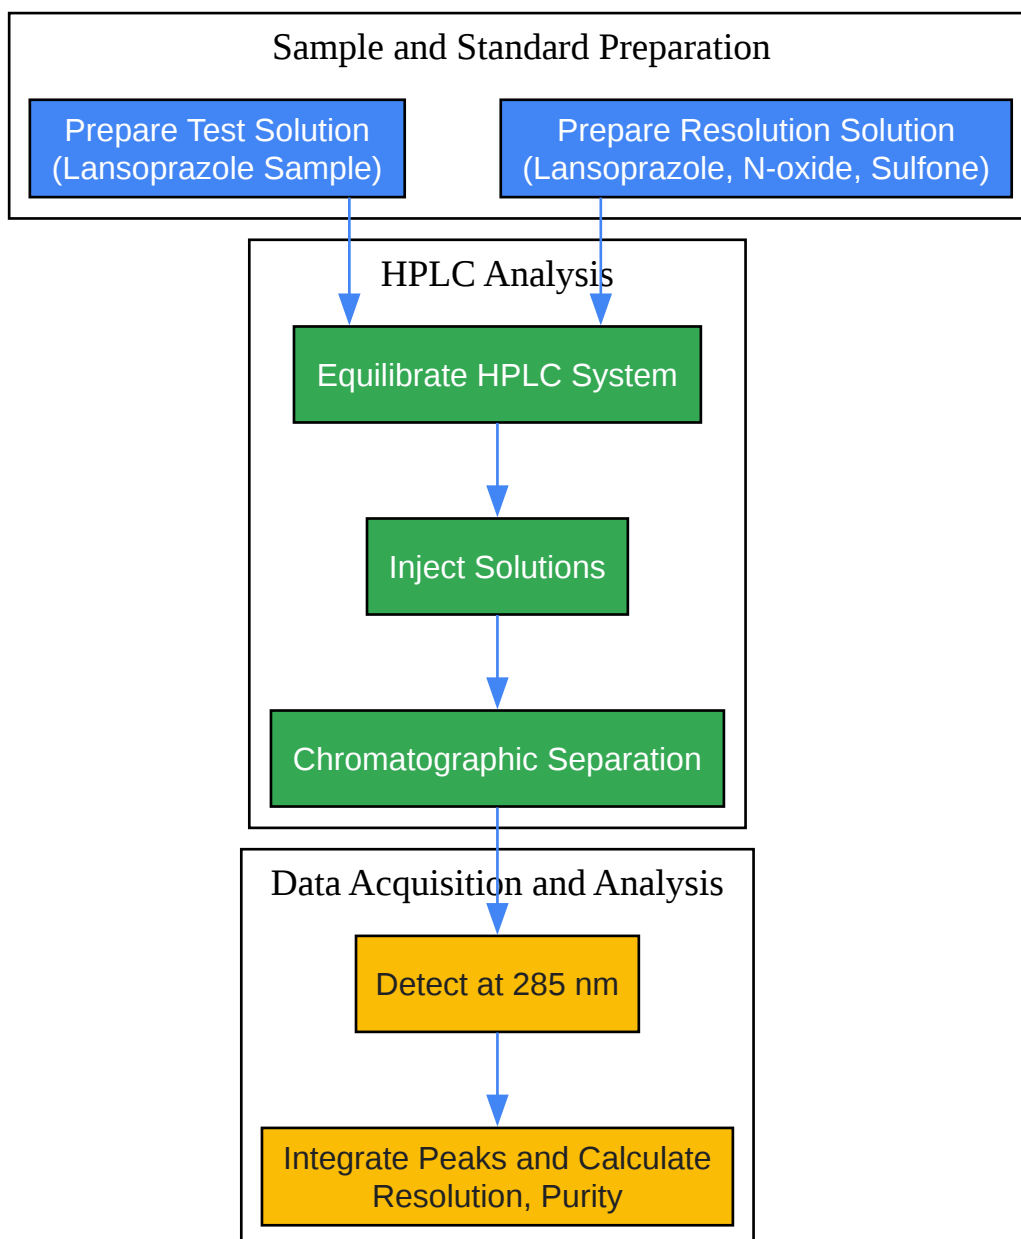 Sample and Standard Preparation
Prepare Test Solution
(Lansoprazole Sample)
Prepare Resolution Solution
(Lansoprazole, N-oxide, Sulfone)
HPLC Analysis
Equilibrate HPLC System
Inject Solutions
Chromatographic Separation
Data Acquisition and Analysis
Detect at 285 nm
Integrate Peaks and Calculate
Resolution, Purity